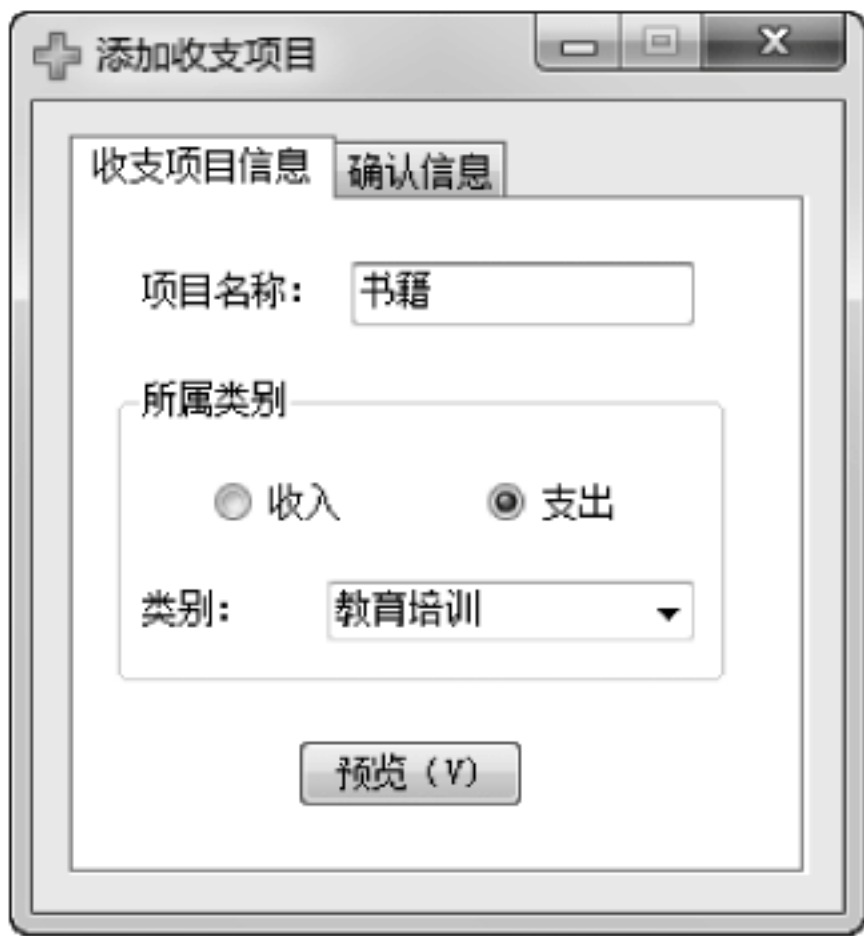 添加收支项目
收支项目信息 确认信息
项目名称: 书籍
所属类别
收入 支出
类别: 教育培训
预览 (V)